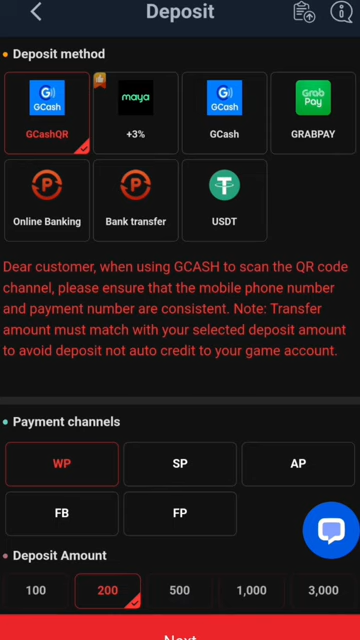 Deposit
Deposit method
GCash
maya
GCash
Grab
Pay
GCashQR
+3%
GCash
GRABPAY
Online Banking
Bank transfer
USDT
Dear customer, when using GCASH to scan the QR code
channel, please ensure that the mobile phone number
and payment number are consistent. Note: Transfer
amount must match with your selected deposit amount
to avoid deposit not auto credit to your game account.
Payment channels
WP
SP
AP
FB
FP
Deposit Amount
100
200
500
1,000
3,000
Next